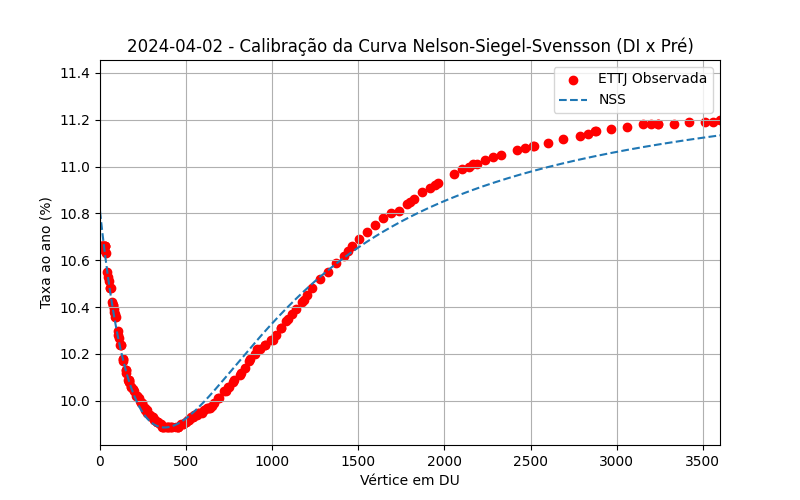 2024-04-02 - Calibração da Curva Nelson-Siegel-Svensson (DI x Pré)
ETTJ Observada
NSS
Taxa ao ano (%)
11.4
11.2
11.0
10.8
10.6
10.4
10.2
10.0
0 500 1000 1500 2000 2500 3000 3500
Vértice em DU